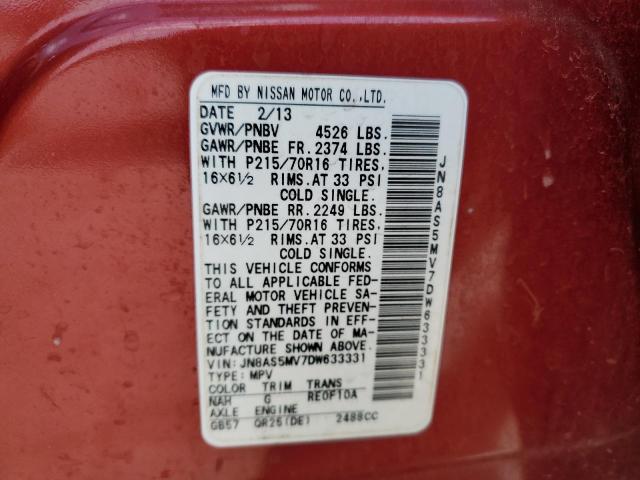 MFD BY NISSAN MOTOR CO.,LTD.
DATE 2/13
GVWR/PNBV 4526 LBS.
GAWR/PNBE FR. 2374 LBS.
WITH P215/70R16 TIRES.
16×6½ RIMS. AT 33 PSI
COLD SINGLE.
GAWR/PNBE RR. 2249 LBS.
WITH P215/70R16 TIRES.
16×6½ RIMS. AT 33 PSI
COLD SINGLE.
THIS VEHICLE CONFORMS
TO ALL APPLICABLE FED-
ERAL MOTOR VEHICLE SA-
FETY AND THEFT PREVEN-
TION STANDARDS IN EFF-
ECT ON THE DATE OF MA-
NUFACTURE SHOWN ABOVE.
VIN: JN8AS5MV7DW633331
TYPE: MPV
COLOR TRIM TRANS
NAH G RE0F10A
AXLE ENGINE
GB57 QR25(DE) 2488CC
JN8AS5MV7DW633331